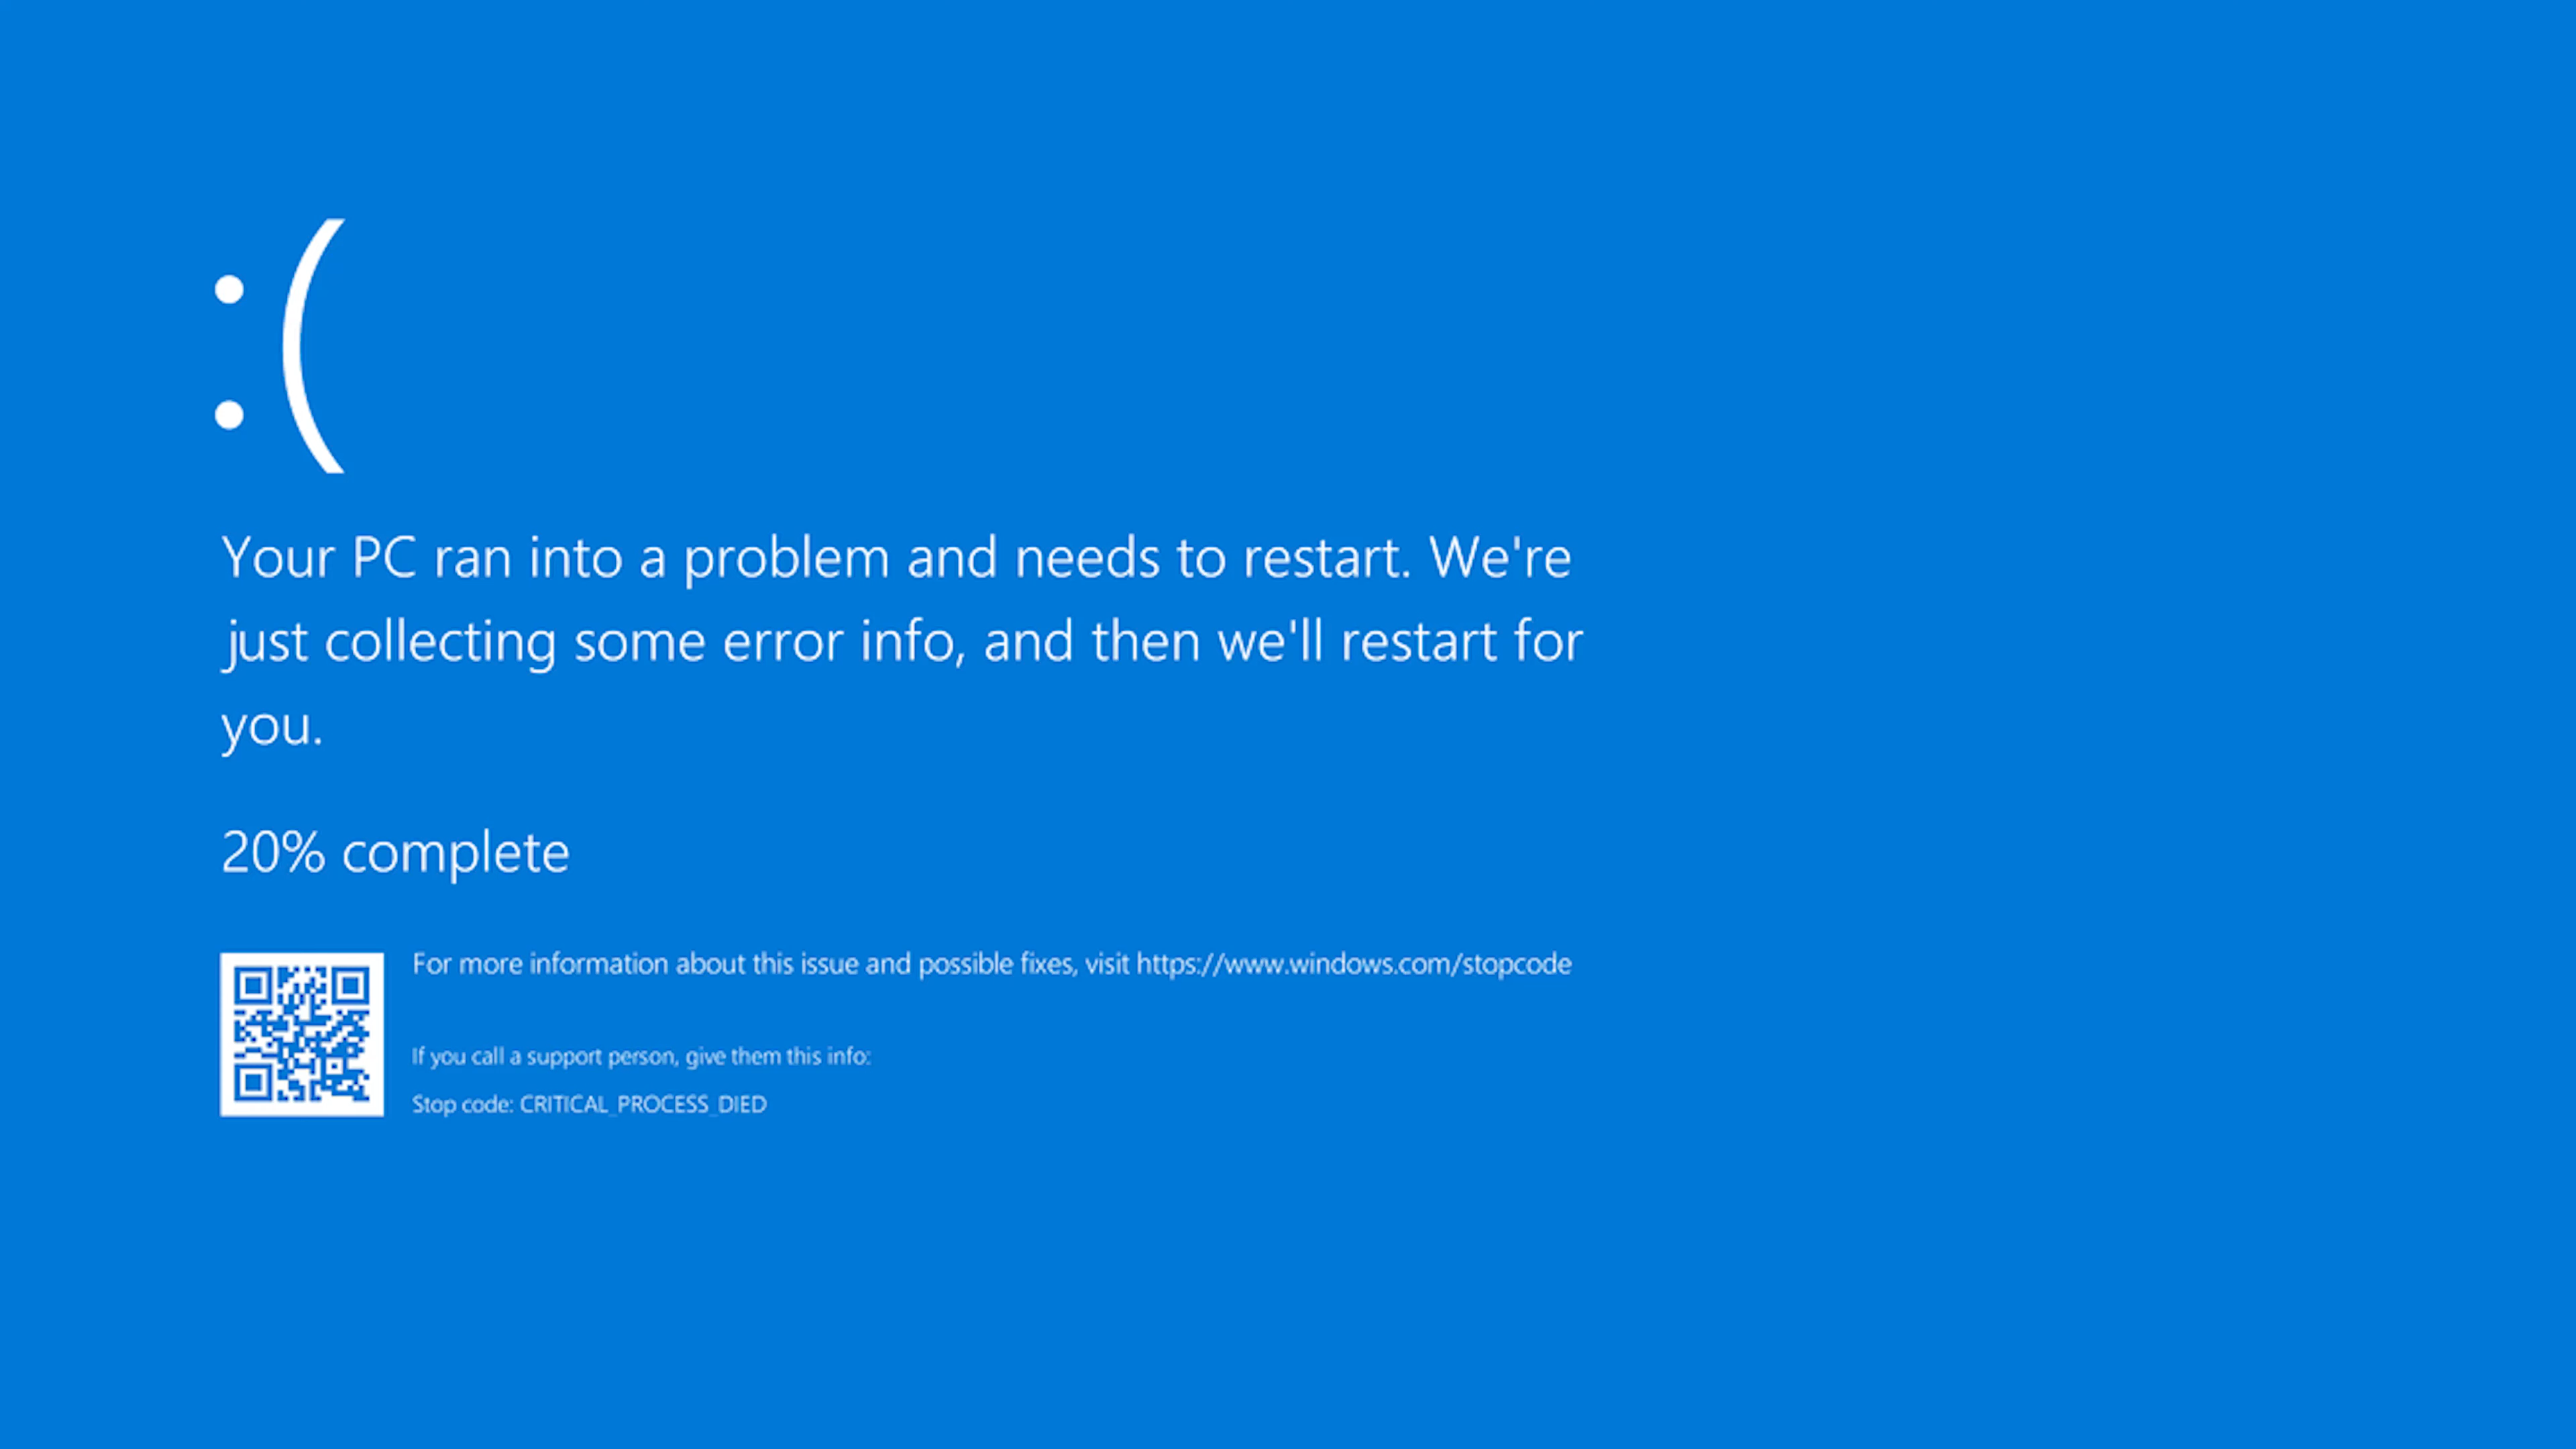 :(
Your PC ran into a problem and needs to restart. We're
just collecting some error info, and then we'll restart for
you.
20% complete
For more information about this issue and possible fixes, visit https://www.windows.com/stopcode
If you call a support person, give them this info:
Stop code: CRITICAL_PROCESS_DIED